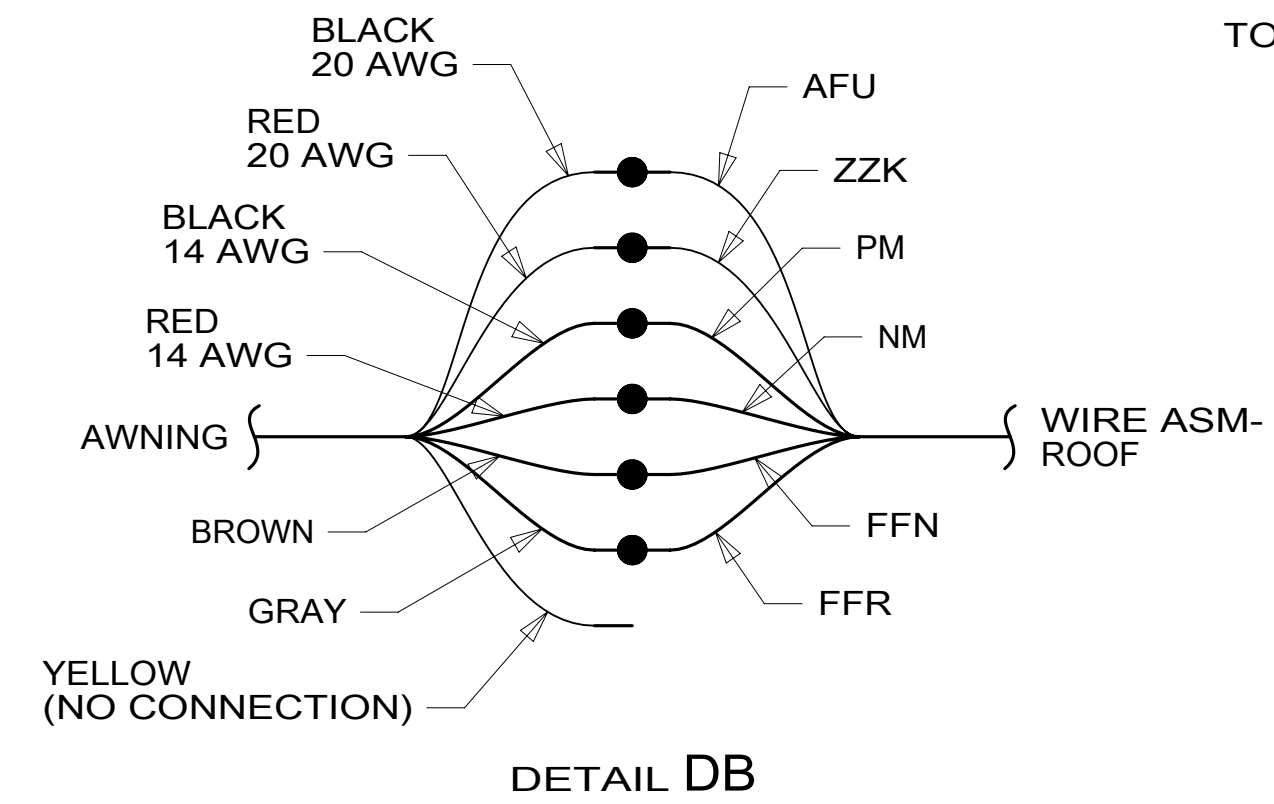 BLACK
20 AWG
TO
AFU
RED
20 AWG
ZZK
BLACK
14 AWG
PM
RED
14 AWG
NM
AWNING
WIRE ASM-
ROOF
BROWN
FFN
GRAY
FFR
YELLOW
(NO CONNECTION)
DETAIL DB